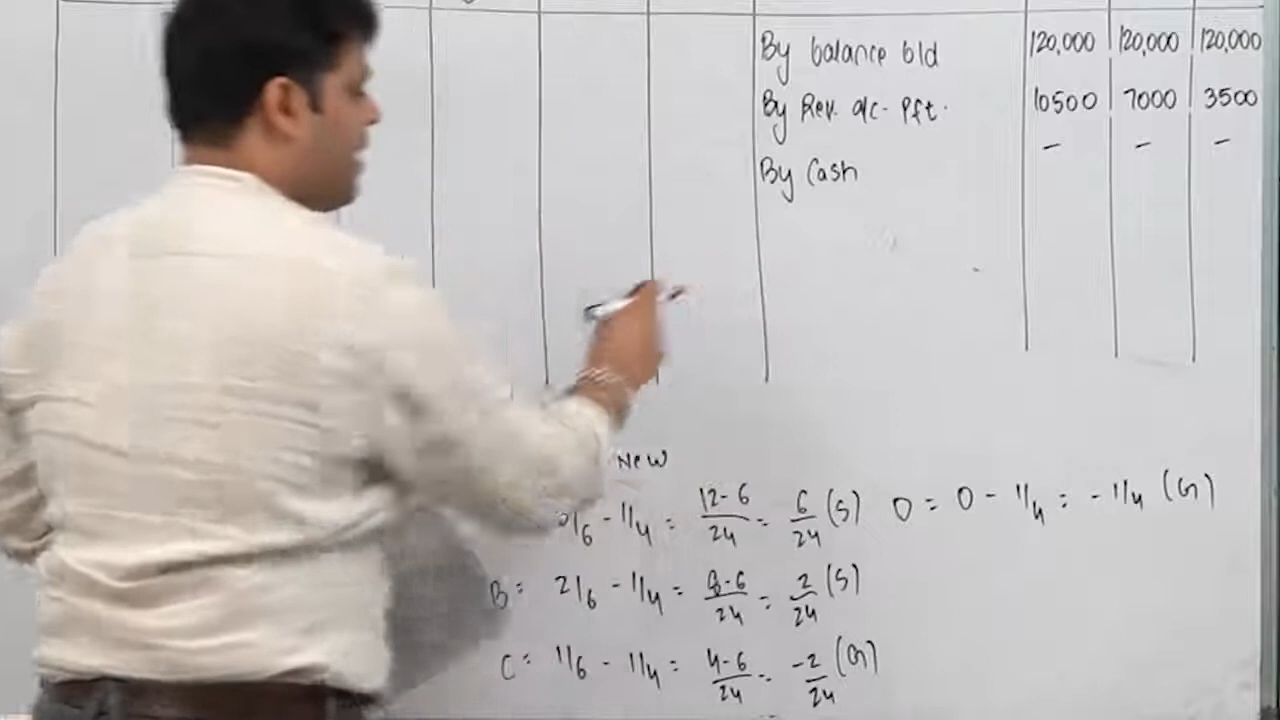 By balance b/d 120,000 120,000 120,000
By Rev. a/c- Pft. 10500 7000 3500
- - -
By Cash
New
/6 - 1/4 = 12-6/24 = 6/24 (S) D = 0 - 1/4 = - 1/4 (G)
B = 2/6 - 1/4 = 8-6/24 = 2/24 (S)
C = 1/6 - 1/4 = 4-6/24 = -2/24 (G)